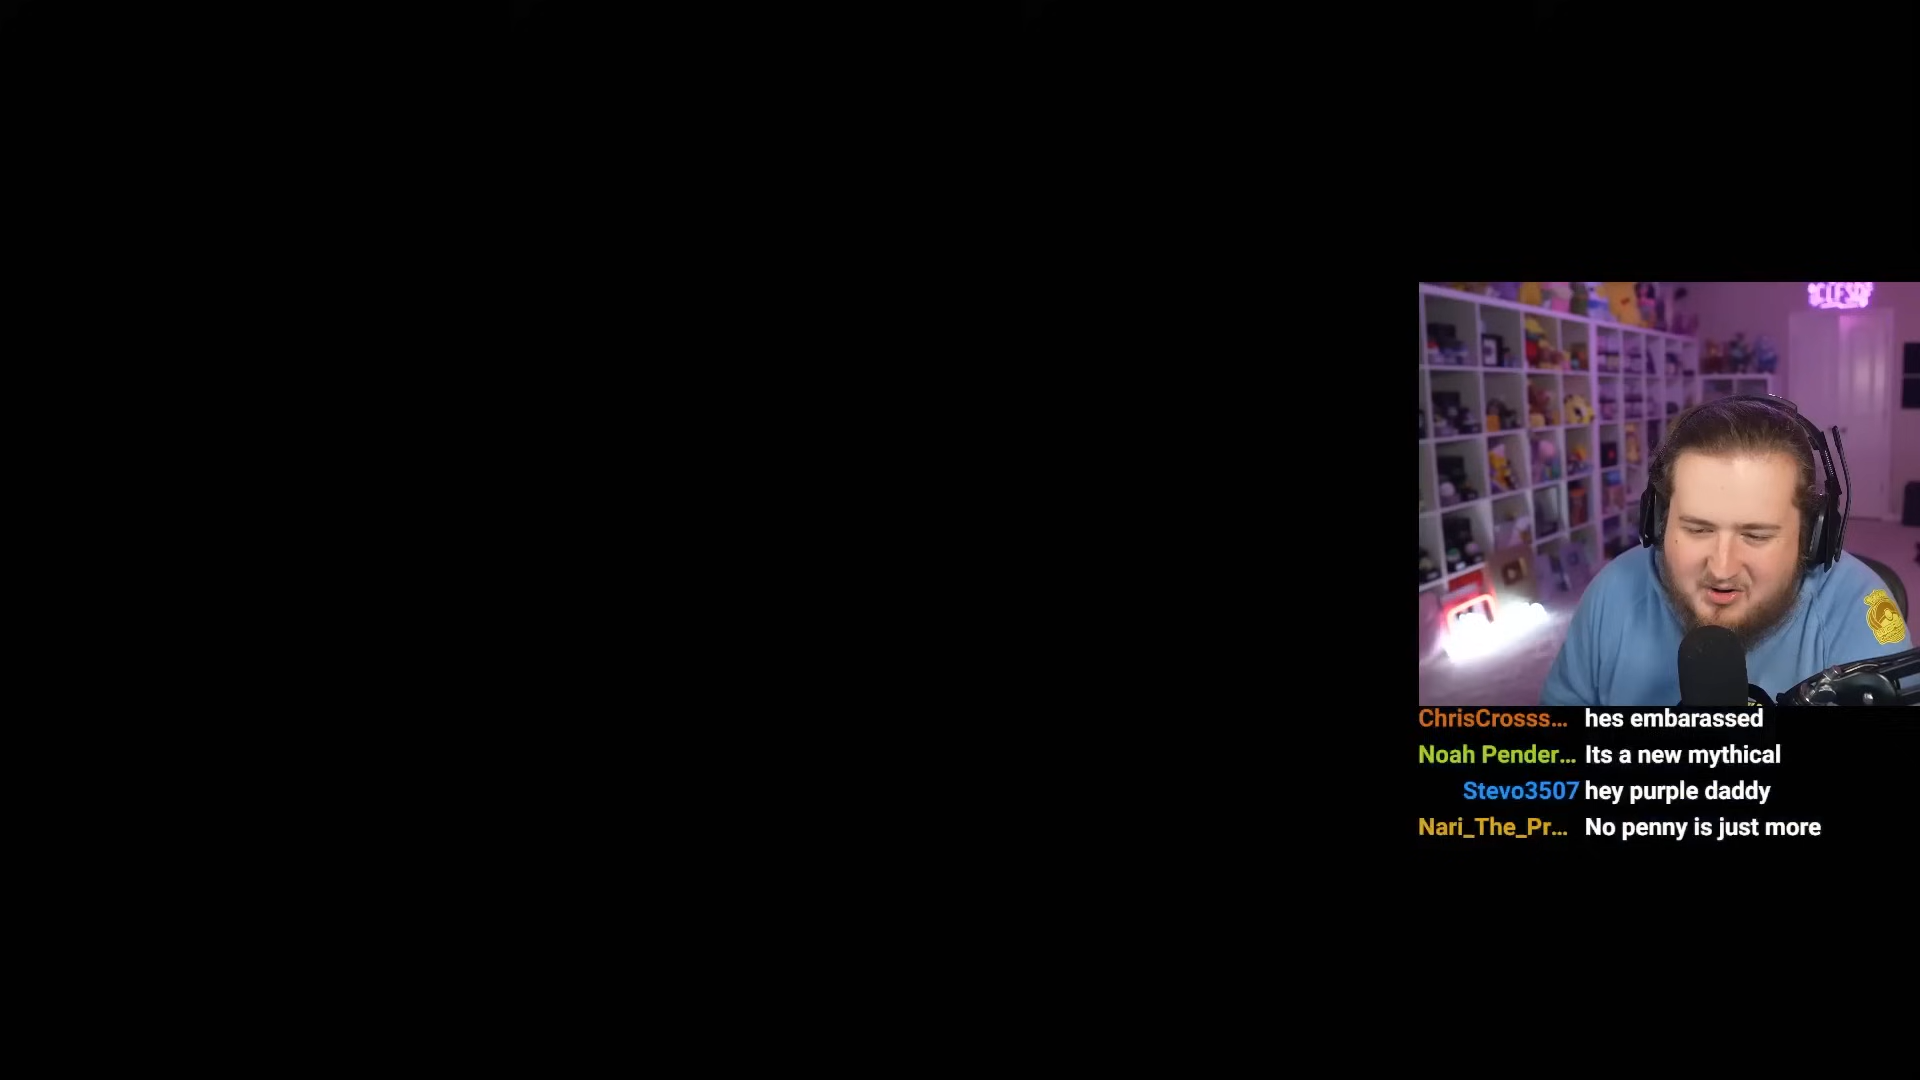 ChrisCrosss… hes embarassed
Noah Pender… Its a new mythical
Stevo3507 hey purple daddy
Nari_The_Pr… No penny is just more